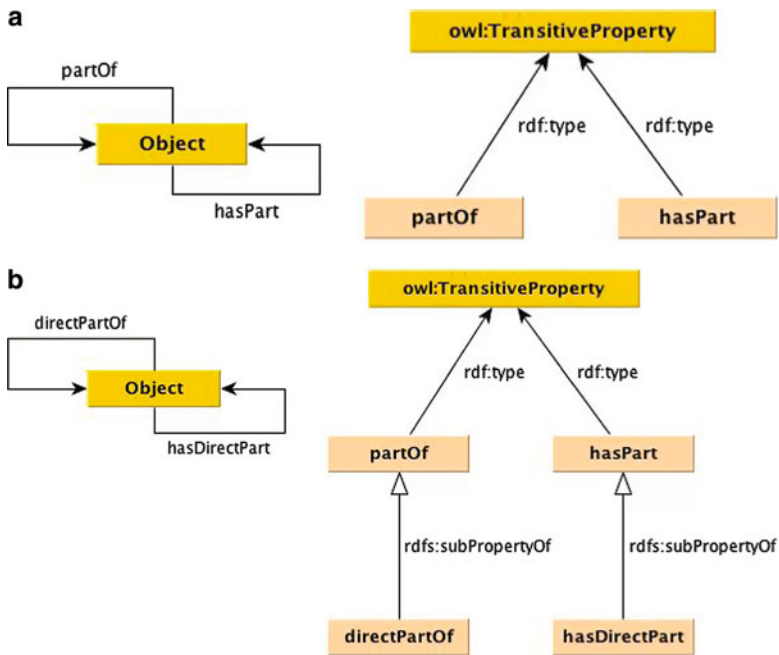 a
owl:TransitiveProperty
partOf
Object
rdf:type
rdf:type
hasPart
partOf
hasPart
b
owl:TransitiveProperty
directPartOf
Object
rdf:type
rdf:type
hasDirectPart
partOf
hasPart
rdfs:subPropertyOf
rdfs:subPropertyOf
directPartOf
hasDirectPart